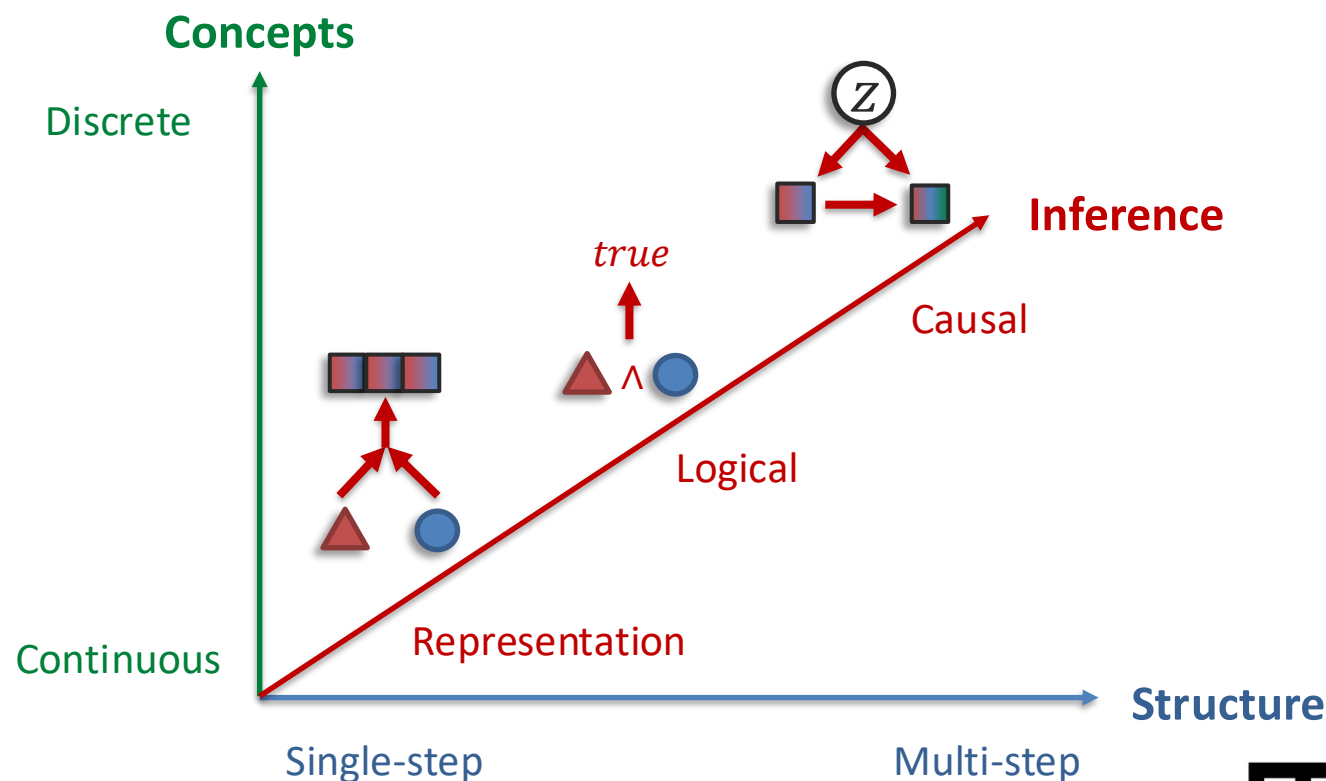 Concepts
Discrete
z
Inference
true
Causal
∧
Logical
Representation
Continuous
Structure
Single-step
Multi-step